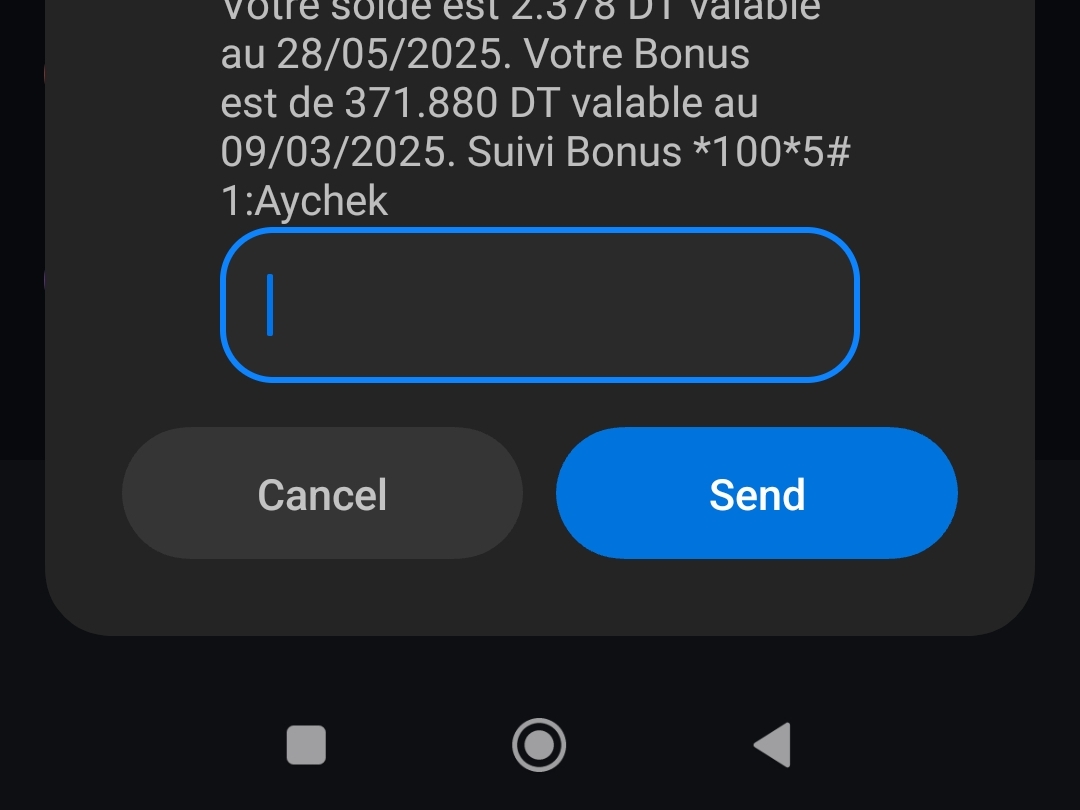 Votre solde est 2.378 DT valable
au 28/05/2025. Votre Bonus
est de 371.880 DT valable au
09/03/2025. Suivi Bonus *100*5#
1:Aychek
Cancel
Send